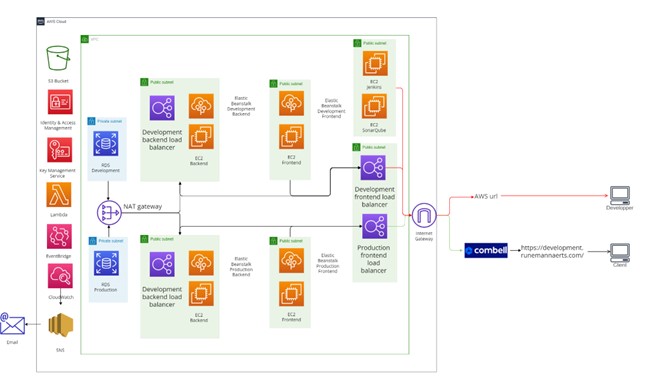 AWS Cloud
VPC
S3 Bucket
Identity & Access
Management
Key Management
Service
Lambda
EventBridge
CloudWatch
SNS
Email
Private subnet
RDS
Development
NAT gateway
Private subnet
RDS
Production
Public subnet
Development
backend load
balancer
EC2
Backend
Elastic
Beanstalk
Development
Backend
Public subnet
EC2
Frontend
Elastic
Beanstalk
Development
Frontend
Public subnet
EC2
Jenkins
EC2
SonarQube
Public subnet
Development
frontend load
balancer
Production
frontend
load
balancer
Public subnet
Development
backend load
balancer
EC2
Backend
Elastic
Beanstalk
Production
Backend
Public subnet
EC2
Frontend
Elastic
Beanstalk
Production
Frontend
Internet
Gateway
AWS url
Developper
combell
https://development.
runemannaerts.com/
Client